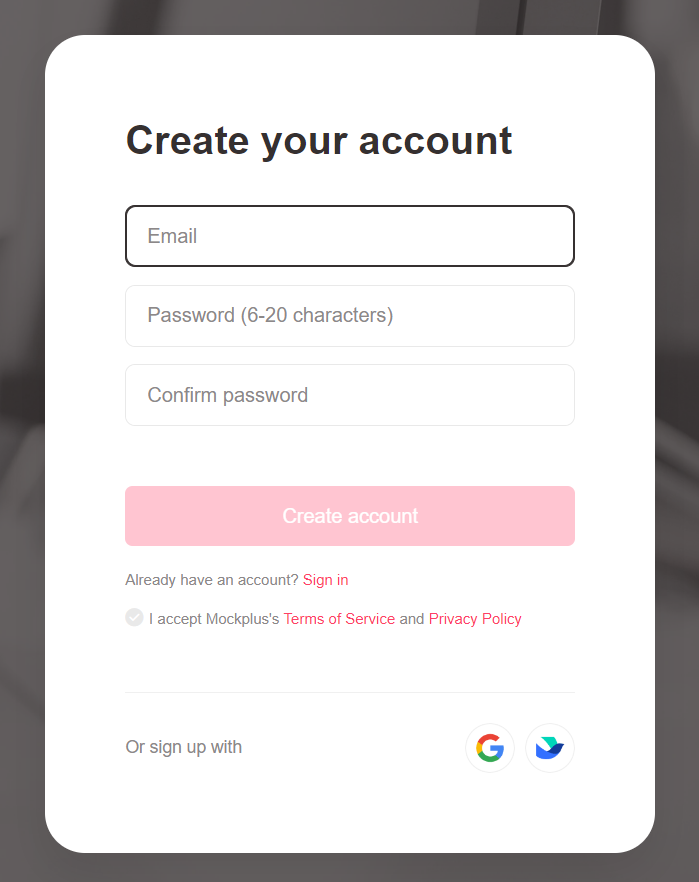 Create your account
Email
Password (6-20 characters)
Confirm password
Create account
Already have an account? Sign in
I accept Mockplus's Terms of Service and Privacy Policy
Or sign up with